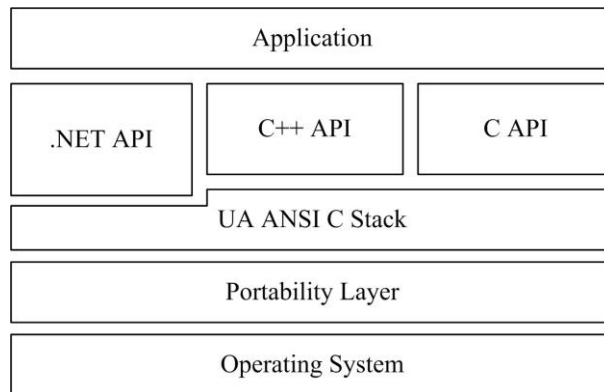 Application
.NET API
C++ API
C API
UA ANSI C Stack
Portability Layer
Operating System